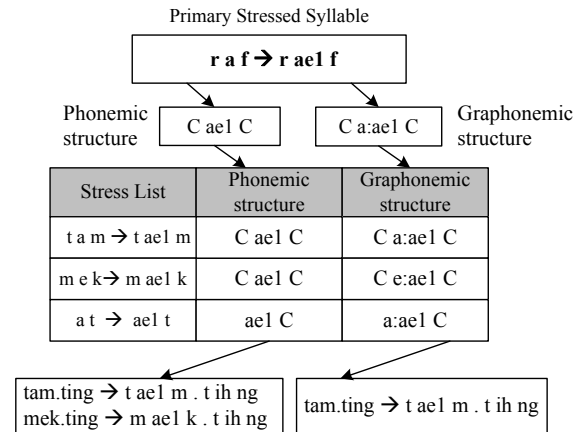 Primary Stressed Syllable
r a f → r ae1 f
Phonemic
structure
C ae1 C
C a:ae1 C
Graphonemic
structure
Stress List
Phonemic
structure
Graphonemic
structure
t a m → t ae1 m
C ae1 C
C a:ae1 C
m e k→ m ae1 k
C ae1 C
C e:ae1 C
a t → ae1 t
ae1 C
a:ae1 C
tam.ting → t ae1 m . t ih ng
mek.ting → m ae1 k . t ih ng
tam.ting → t ae1 m . t ih ng